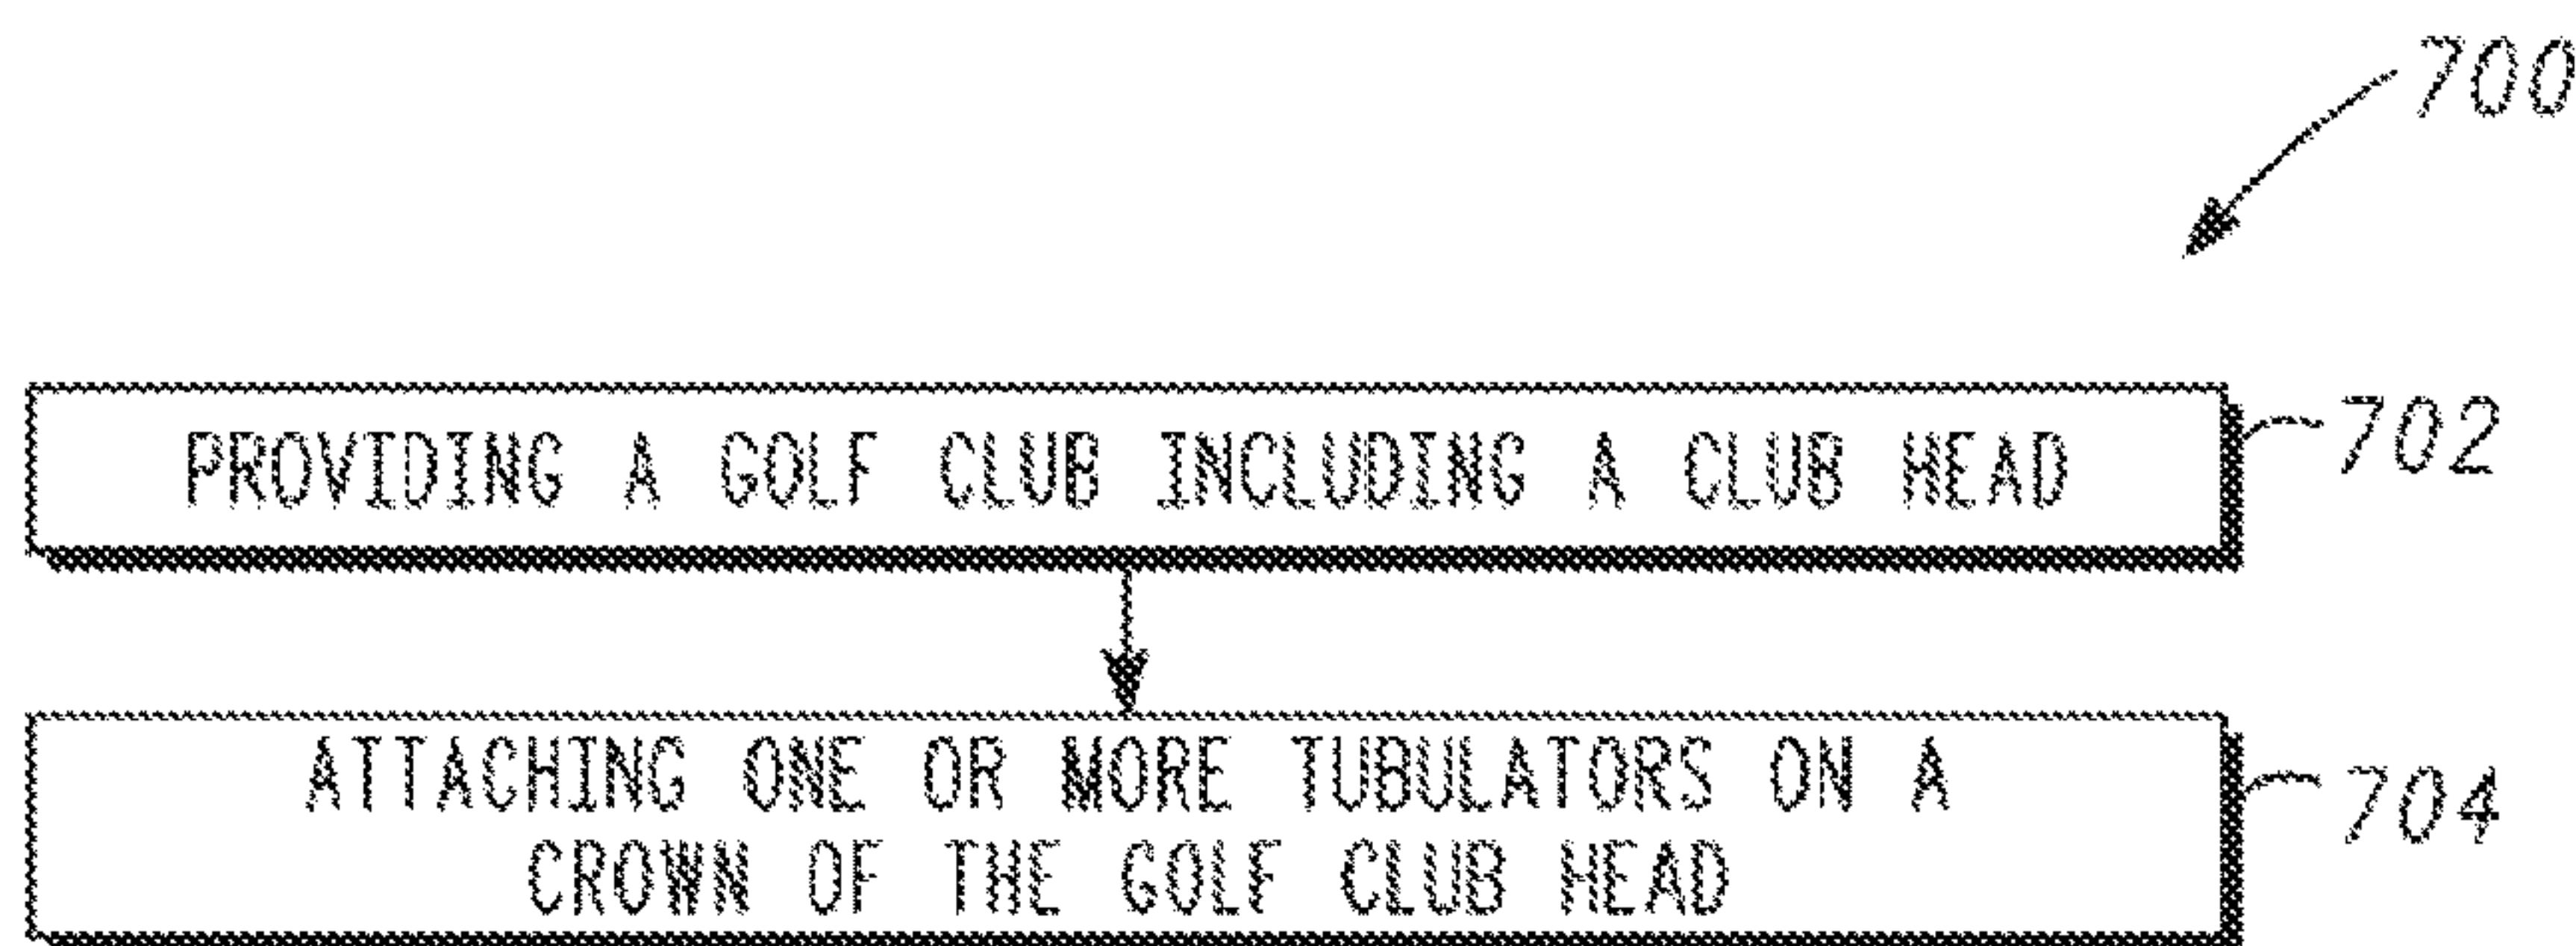 700
PROVIDING A GOLF CLUB INCLUDING A CLUB HEAD
702
ATTACHING ONE OR MORE TUBULATORS ON A
CROWN OF THE GOLF CLUB HEAD
704